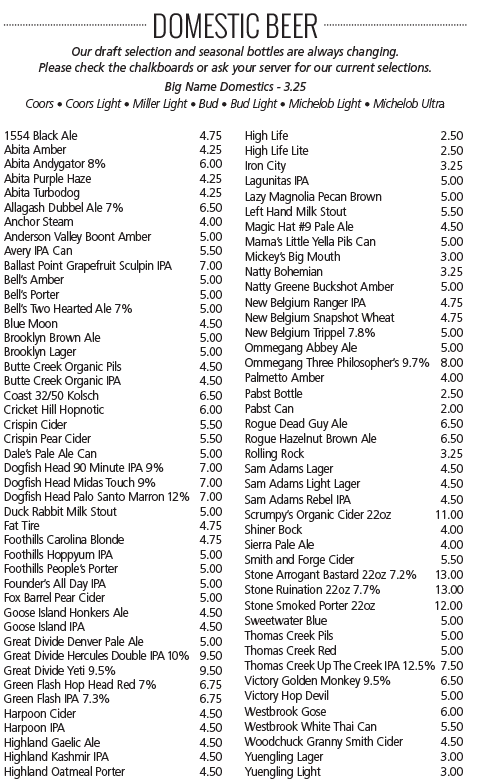 DOMESTIC BEER
Our draft selection and seasonal bottles are always changing.
Please check the chalkboards or ask your server for our current selections.
Big Name Domestics - 3.25
Coors • Coors Light • Miller Light • Bud • Bud Light • Michelob Light • Michelob Ultra
1554 Black Ale 4.75
Abita Amber 4.25
Abita Andygator 8% 6.00
Abita Purple Haze 4.25
Abita Turbodog 4.25
Allagash Dubbel Ale 7% 6.50
Anchor Steam 4.00
Anderson Valley Boont Amber 5.00
Avery IPA Can 5.50
Ballast Point Grapefruit Sculpin IPA 7.00
Bell's Amber 5.00
Bell's Porter 5.00
Bell's Two Hearted Ale 7% 5.00
Blue Moon 4.50
Brooklyn Brown Ale 5.00
Brooklyn Lager 5.00
Butte Creek Organic Pils 4.50
Butte Creek Organic IPA 4.50
Coast 32/50 Kolsch 6.50
Cricket Hill Hopnotic 6.00
Crispin Cider 5.50
Crispin Pear Cider 5.50
Dale's Pale Ale Can 5.00
Dogfish Head 90 Minute IPA 9% 7.00
Dogfish Head Midas Touch 9% 7.00
Dogfish Head Palo Santo Marron 12% 7.00
Duck Rabbit Milk Stout 5.00
Fat Tire 4.75
Foothills Carolina Blonde 4.75
Foothills Hoppyum IPA 5.00
Foothills People's Porter 5.00
Founder's All Day IPA 5.00
Fox Barrel Pear Cider 5.00
Goose Island Honkers Ale 4.50
Goose Island IPA 4.50
Great Divide Denver Pale Ale 5.00
Great Divide Hercules Double IPA 10% 9.50
Great Divide Yeti 9.5% 9.50
Green Flash Hop Head Red 7% 6.75
Green Flash IPA 7.3% 6.75
Harpoon Cider 4.50
Harpoon IPA 4.50
Highland Gaelic Ale 4.50
Highland Kashmir IPA 4.50
Highland Oatmeal Porter 4.50
High Life 2.50
High Life Lite 2.50
Iron City 3.25
Lagunitas IPA 5.00
Lazy Magnolia Pecan Brown 5.00
Left Hand Milk Stout 5.50
Magic Hat #9 Pale Ale 4.50
Mama's Little Yella Pils Can 5.00
Mickey's Big Mouth 3.00
Natty Bohemian 3.25
Natty Greene Buckshot Amber 5.00
New Belgium Ranger IPA 4.75
New Belgium Snapshot Wheat 4.75
New Belgium Trippel 7.8% 5.00
Ommegang Abbey Ale 5.00
Ommegang Three Philosopher's 9.7% 8.00
Palmetto Amber 4.00
Pabst Bottle 2.50
Pabst Can 2.00
Rogue Dead Guy Ale 6.50
Rogue Hazelnut Brown Ale 6.50
Rolling Rock 3.25
Sam Adams Lager 4.50
Sam Adams Light Lager 4.50
Sam Adams Rebel IPA 4.50
Scrumpy's Organic Cider 22oz 11.00
Shiner Bock 4.00
Sierra Pale Ale 4.00
Smith and Forge Cider 5.50
Stone Arrogant Bastard 22oz 7.2% 13.00
Stone Ruination 22oz 7.7% 13.00
Stone Smoked Porter 22oz 12.00
Sweetwater Blue 5.00
Thomas Creek Pils 5.00
Thomas Creek Red 5.00
Thomas Creek Up The Creek IPA 12.5% 7.50
Victory Golden Monkey 9.5% 6.50
Victory Hop Devil 5.00
Westbrook Gose 6.00
Westbrook White Thai Can 5.50
Woodchuck Granny Smith Cider 4.50
Yuengling Lager 3.00
Yuengling Light 3.00